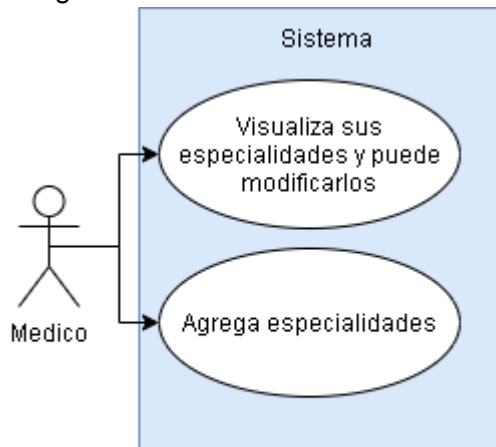 Sistema
Visualiza sus
especialidades y puede
modificarlos
Agrega especialidades
Medico